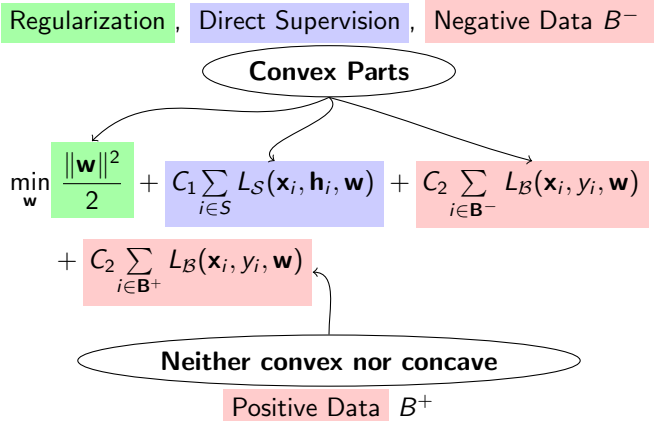 Regularization , Direct Supervision , Negative Data B⁻
Convex Parts
min_w ‖w‖²/2 + C₁ ∑_{i∈S} L_S(x_i, h_i, w) + C₂ ∑_{i∈B⁻} L_B(x_i, y_i, w)
+ C₂ ∑_{i∈B⁺} L_B(x_i, y_i, w)
Neither convex nor concave
Positive Data B⁺